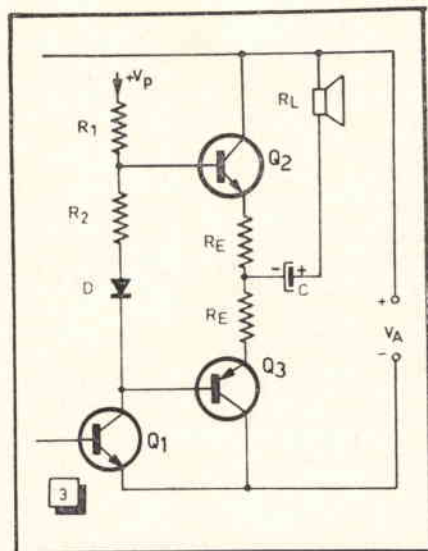 +Vp
R1
RL
Q2
R2
RE
D
- +
C
RE
+
VA
-
Q3
Q1
3